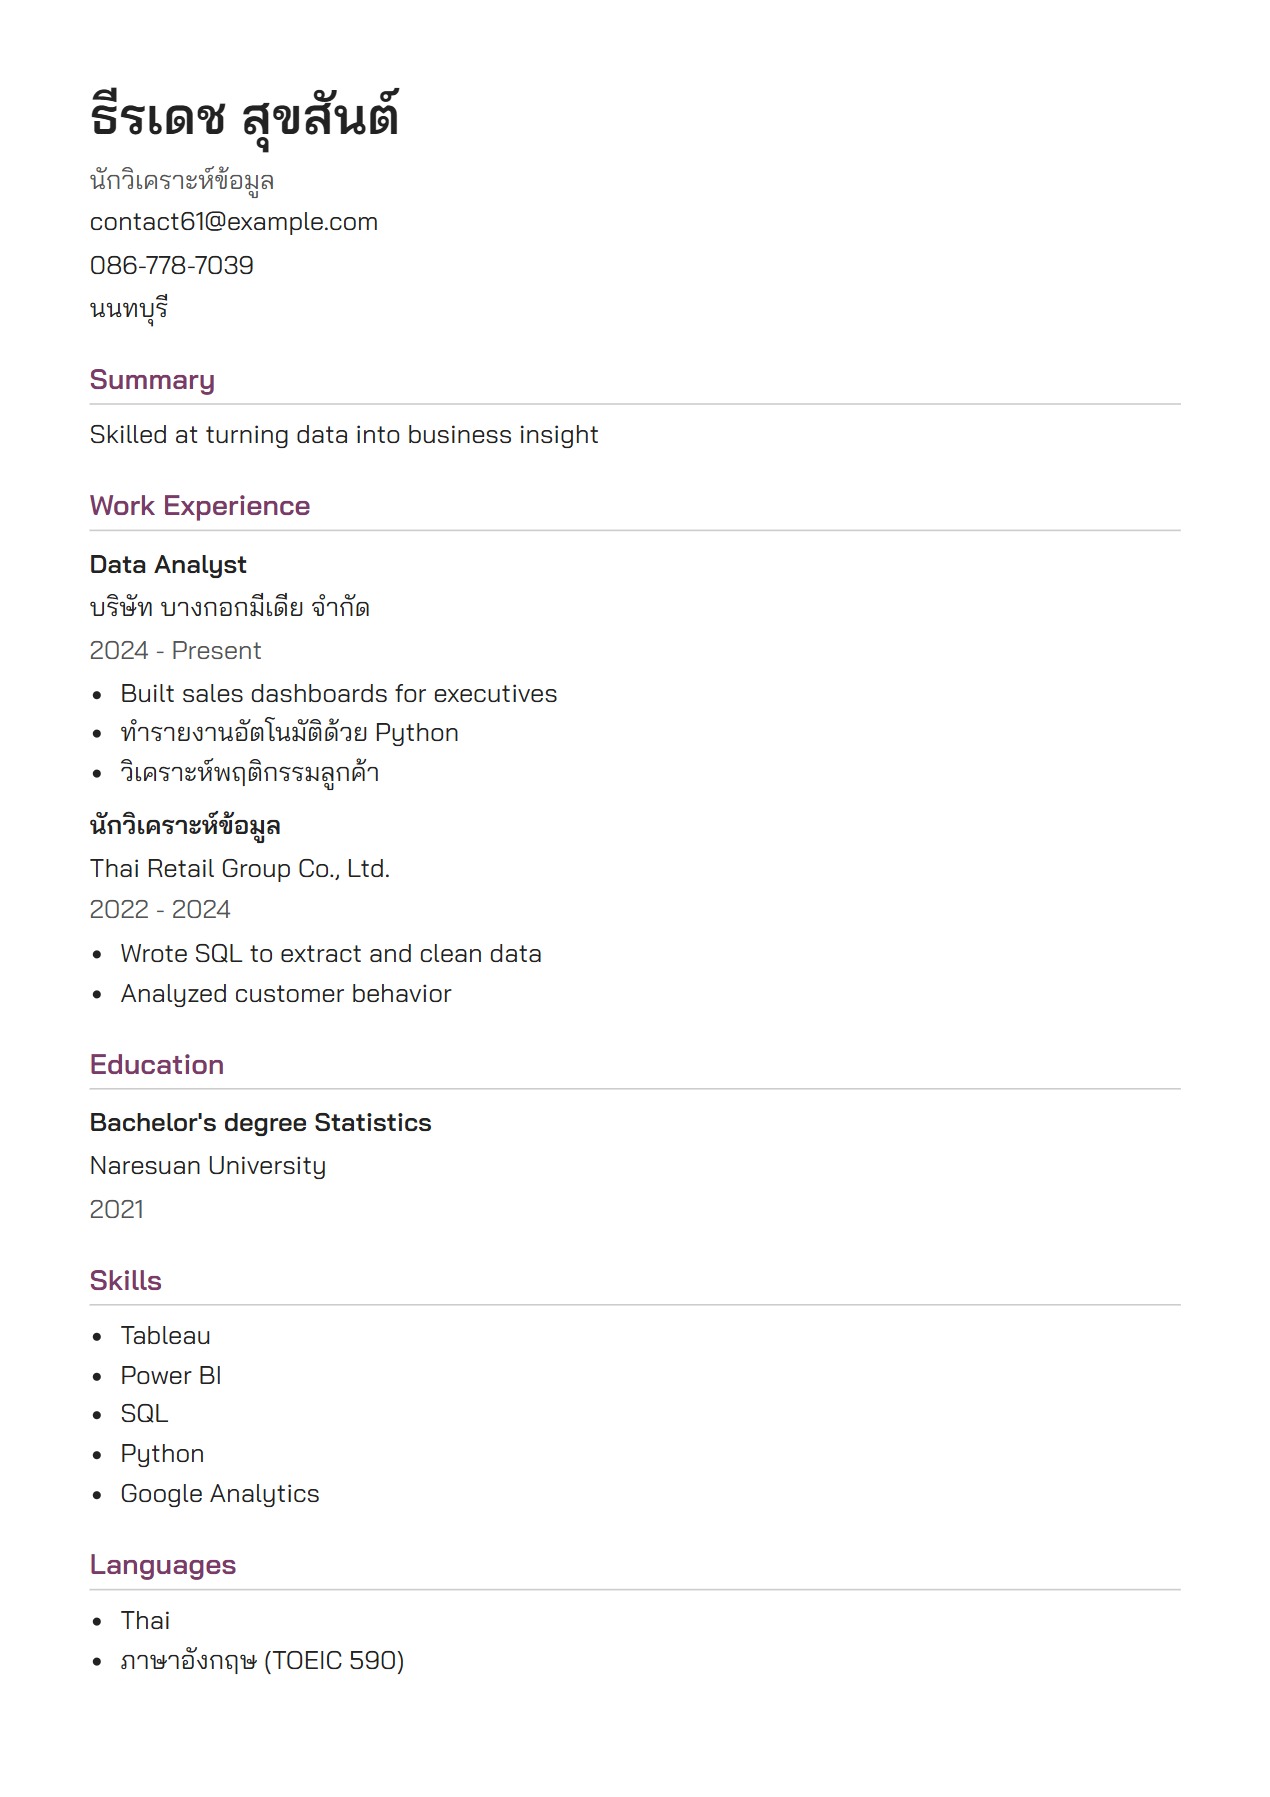 ธีรเดช สุขสันต์
นักวิเคราะห์ข้อมูล
contact61@example.com
086-778-7039
นนทบุรี
Summary
Skilled at turning data into business insight
Work Experience
Data Analyst
บริษัท บางกอกมีเดีย จำกัด
2024 - Present
• Built sales dashboards for executives
• ทำรายงานอัตโนมัติด้วย Python
• วิเคราะห์พฤติกรรมลูกค้า
นักวิเคราะห์ข้อมูล
Thai Retail Group Co., Ltd.
2022 - 2024
• Wrote SQL to extract and clean data
• Analyzed customer behavior
Education
Bachelor's degree Statistics
Naresuan University
2021
Skills
• Tableau
• Power BI
• SQL
• Python
• Google Analytics
Languages
• Thai
• ภาษาอังกฤษ (TOEIC 590)